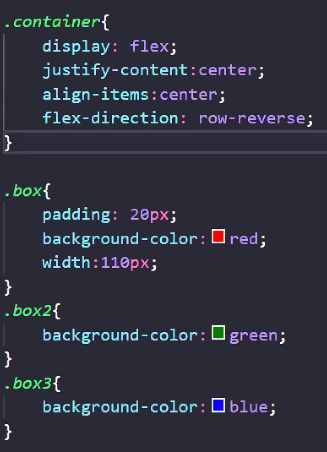 .container{
    display: flex;
    justify-content:center;
    align-items:center;
    flex-direction: row-reverse;
}
.box{
    padding: 20px;
    background-color: red;
    width:110px;
}
.box2{
    background-color: green;
}
.box3{
    background-color: blue;
}